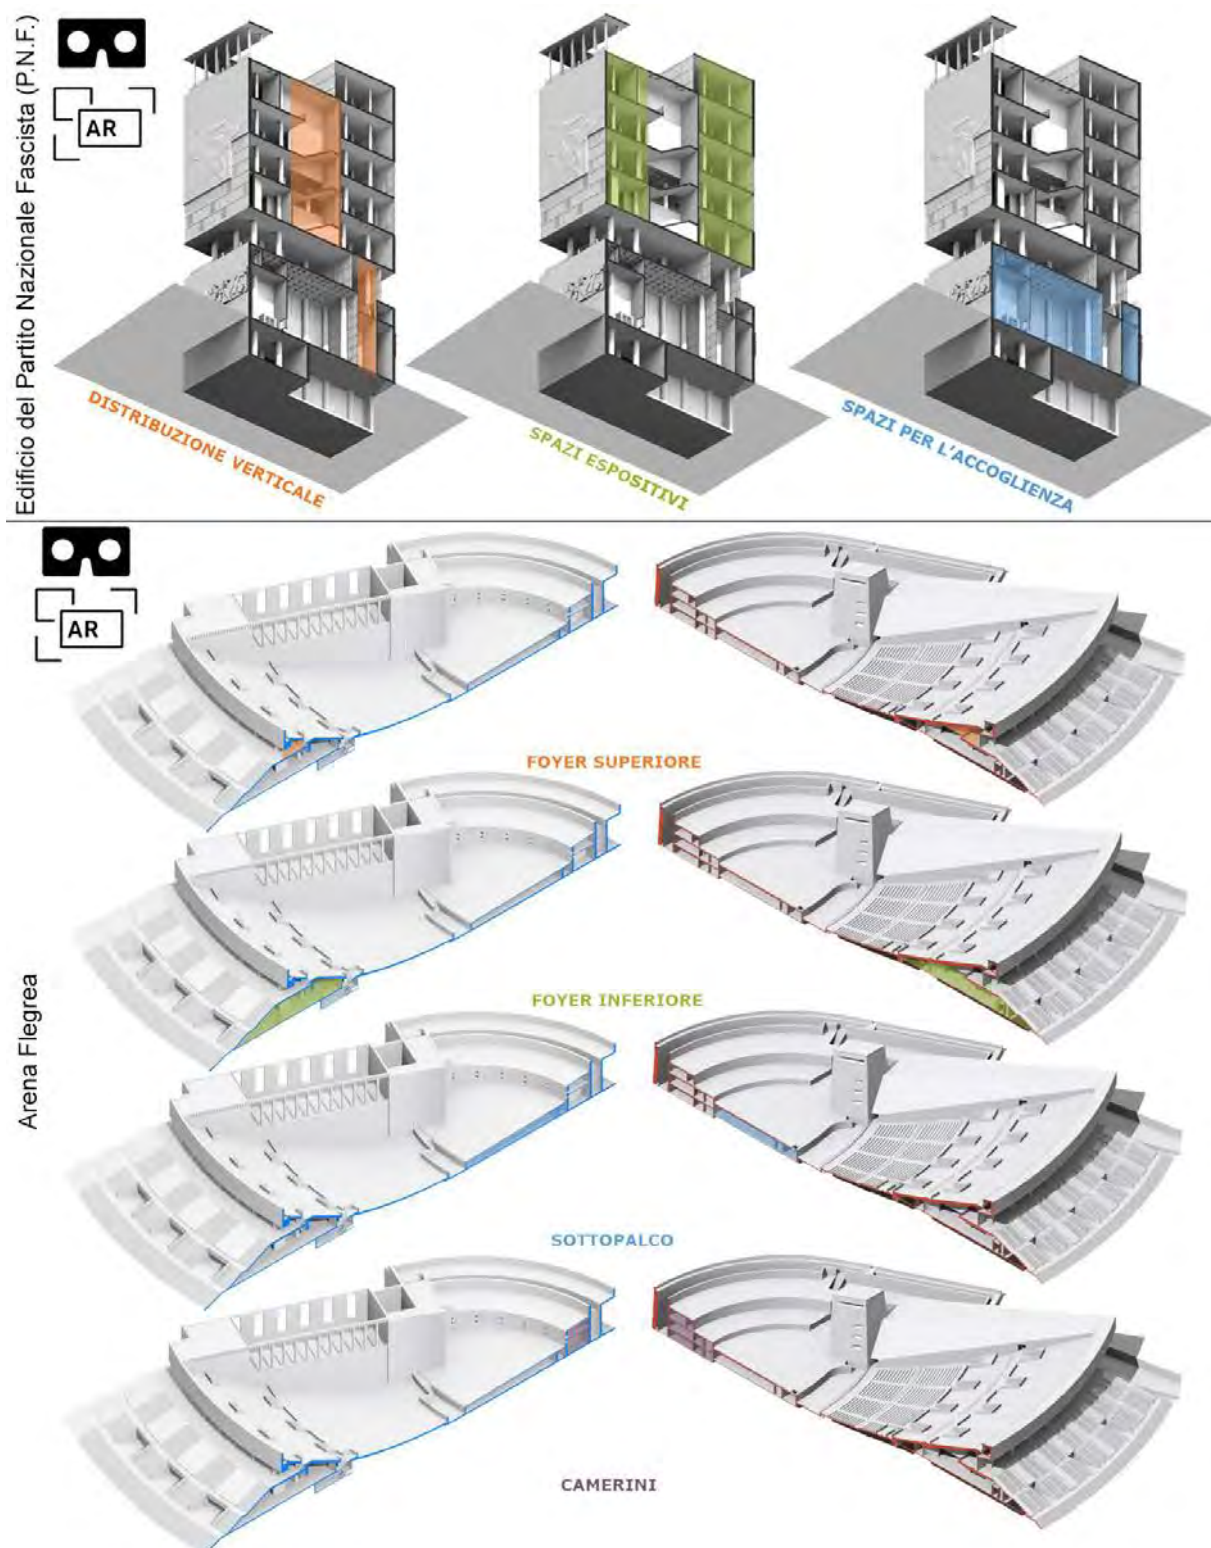 Edificio del Partito Nazionale Fascista (P.N.F.)
AR
DISTRIBUZIONE VERTICALE
SPAZI ESPOSITIVI
SPAZI PER L'ACCOGLIENZA
Arena Flegrea
AR
FOYER SUPERIORE
FOYER INFERIORE
SOTTOPALCO
CAMERINI